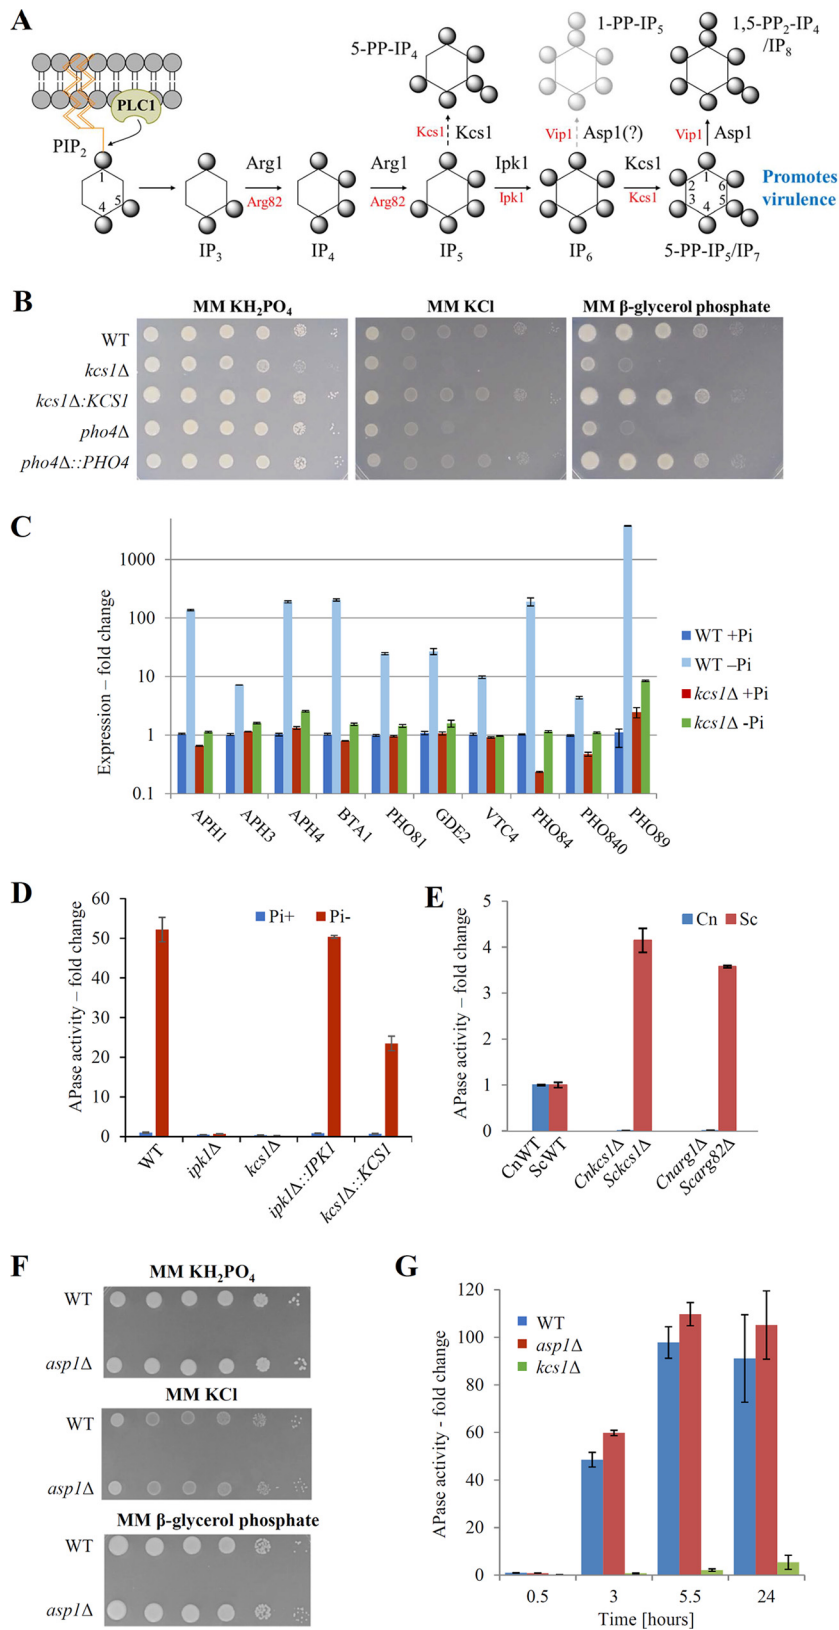 A
5-PP-IP4
1-PP-IP5
1,5-PP2-IP4
/IP8
PLC1
PIP2
Kcs1 Kcs1
Vip1 Asp1(?)
Vip1 Asp1
Arg1
Arg82
Arg1
Arg82
Ipk1
Ipk1
Kcs1
Kcs1
Promotes
virulence
1
4 5
1
2 6
3 5
4
IP3
IP4
IP5
IP6
5-PP-IP5/IP7
B
MM KH2PO4
MM KCl
MM β-glycerol phosphate
WT
kcs1Δ
kcs1Δ:KCS1
pho4Δ
pho4Δ::PHO4
C
Expression – fold change
1000
100
10
1
0.1
APH1
APH3
APH4
BTA1
PHO81
GDE2
VTC4
PHO84
PHO840
PHO89
WT +Pi
WT –Pi
kcs1Δ +Pi
kcs1Δ -Pi
D
APase activity – fold change
60
50
40
30
20
10
0
Pi+
Pi-
WT
ipk1Δ
kcs1Δ
ipk1Δ::IPK1
kcs1Δ::KCS1
E
APase activity – fold change
5
4
3
2
1
0
Cn
Sc
CnWT
ScWT
Cnkcs1Δ
Sckcs1Δ
Cnarg1Δ
Scarg82Δ
F
MM KH2PO4
WT
asp1Δ
MM KCl
WT
asp1Δ
MM β-glycerol phosphate
WT
asp1Δ
G
APase activity - fold change
120
100
80
60
40
20
0
WT
asp1Δ
kcs1Δ
0.5
3
5.5
24
Time [hours]